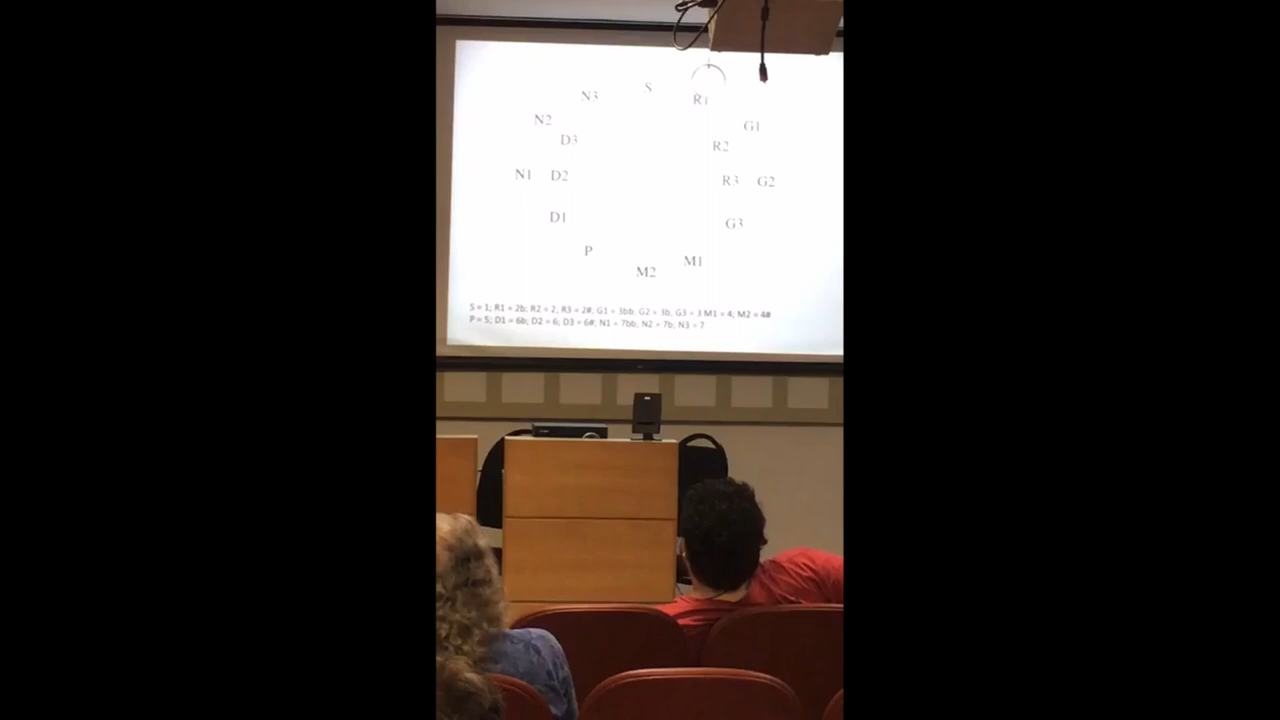 S
N3
R1
N2
G1
D3
R2
N1 D2
R3 G2
D1
G3
P
M1
M2
S = 1; R1 = 2b; R2 = 2, R3 = 2#, G1 = 3bb, G2 = 3b, G3 = 3 M1 = 4; M2 = 4#
P = 5; D1 = 6b; D2 = 6; D3 = 6#, N1 = 7bb, N2 = 7b, N3 = 7